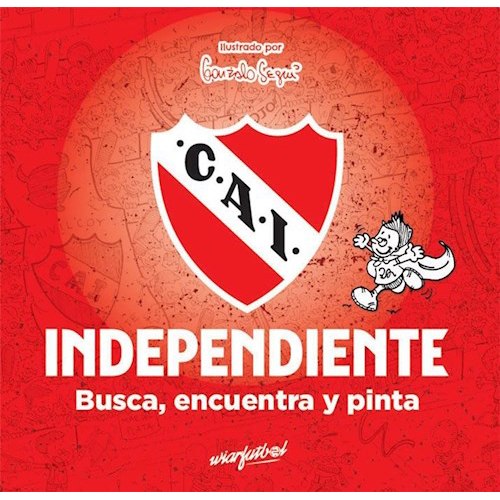 Ilustrado por
Gonzalo Segui
.C.A.I.
INDEPENDIENTE
Busca, encuentra y pinta
wiarfutbol